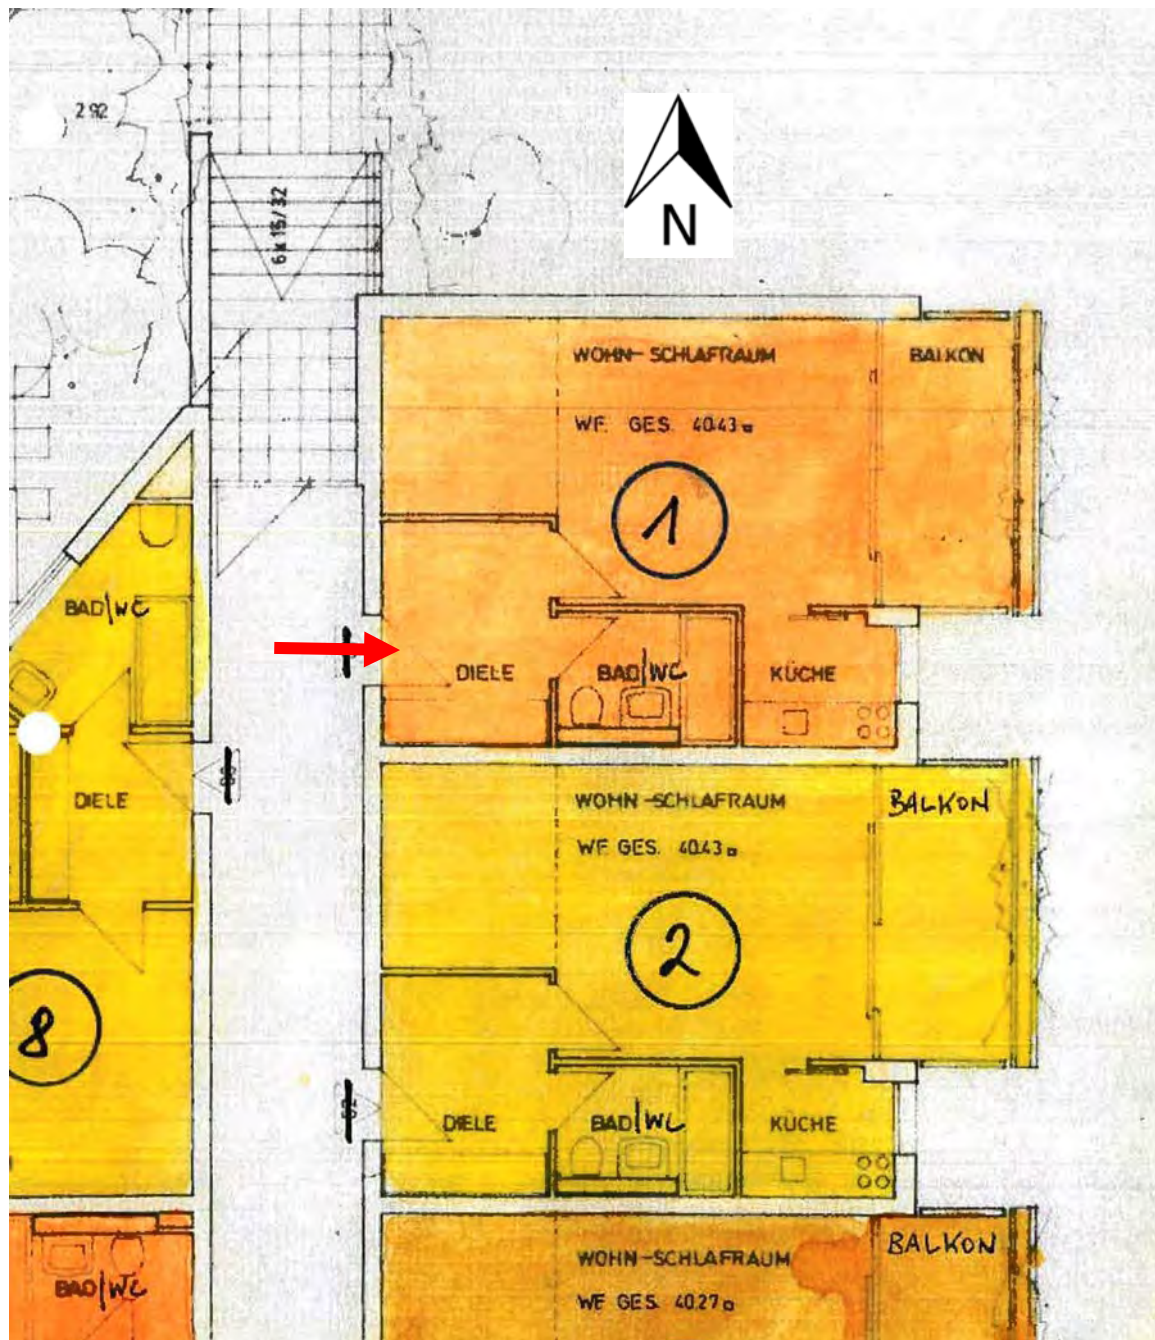 2 92
N
6 x 15/32
WOHN-SCHLAFRAUM
BALKON
WF. GES. 40.43 m
1
BAD/WC
DIELE
BAD/WC
KÜCHE
DIELE
WOHN-SCHLAFRAUM
BALKON
WF. GES. 40.43 m
2
8
DIELE
BAD/WC
KÜCHE
BALKON
WOHN-SCHLAFRAUM
BAD/WC
WF GES. 40.27 m